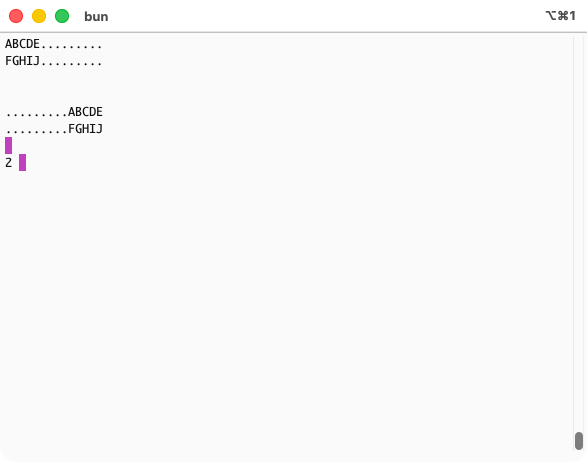 bun
⌥⌘1
ABCDE.........
FGHIJ.........
.........ABCDE
.........FGHIJ
2